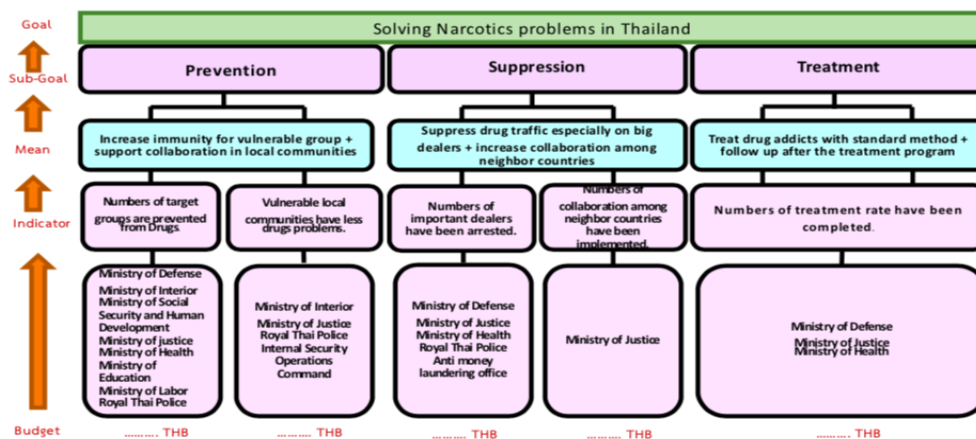 Goal
Solving Narcotics problems in Thailand
Sub-Goal
Prevention
Suppression
Treatment
Mean
Increase immunity for vulnerable group +
support collaboration in local communities
Suppress drug traffic especially on big
dealers + increase collaboration among
neighbor countries
Treat drug addicts with standard method +
follow up after the treatment program
Indicator
Numbers of target
groups are prevented
from Drugs.
Vulnerable local
communities have less
drugs problems.
Numbers of
important dealers
have been arrested.
Numbers of
collaboration among
neighbor countries
have been
implemented.
Numbers of treatment rate have been
completed.
Ministry of Defense
Ministry of Interior
Ministry of Social
Security and Human
Development
Ministry of justice
Ministry of Health
Ministry of
Education
Ministry of Labor
Royal Thai Police
Ministry of Interior
Ministry of Justice
Royal Thai Police
Internal Security
Operations
Command
Ministry of Defense
Ministry of Justice
Ministry of Health
Royal Thai Police
Anti money
laundering office
Ministry of Justice
Ministry of Defense
Ministry of Justice
Ministry of Health
Budget
………. THB
………. THB
………. THB
………. THB
………. THB